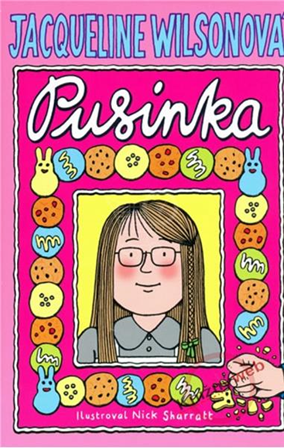 JACQUELINE WILSONOVÁ
Pusinka
Ilustroval Nick Sharratt